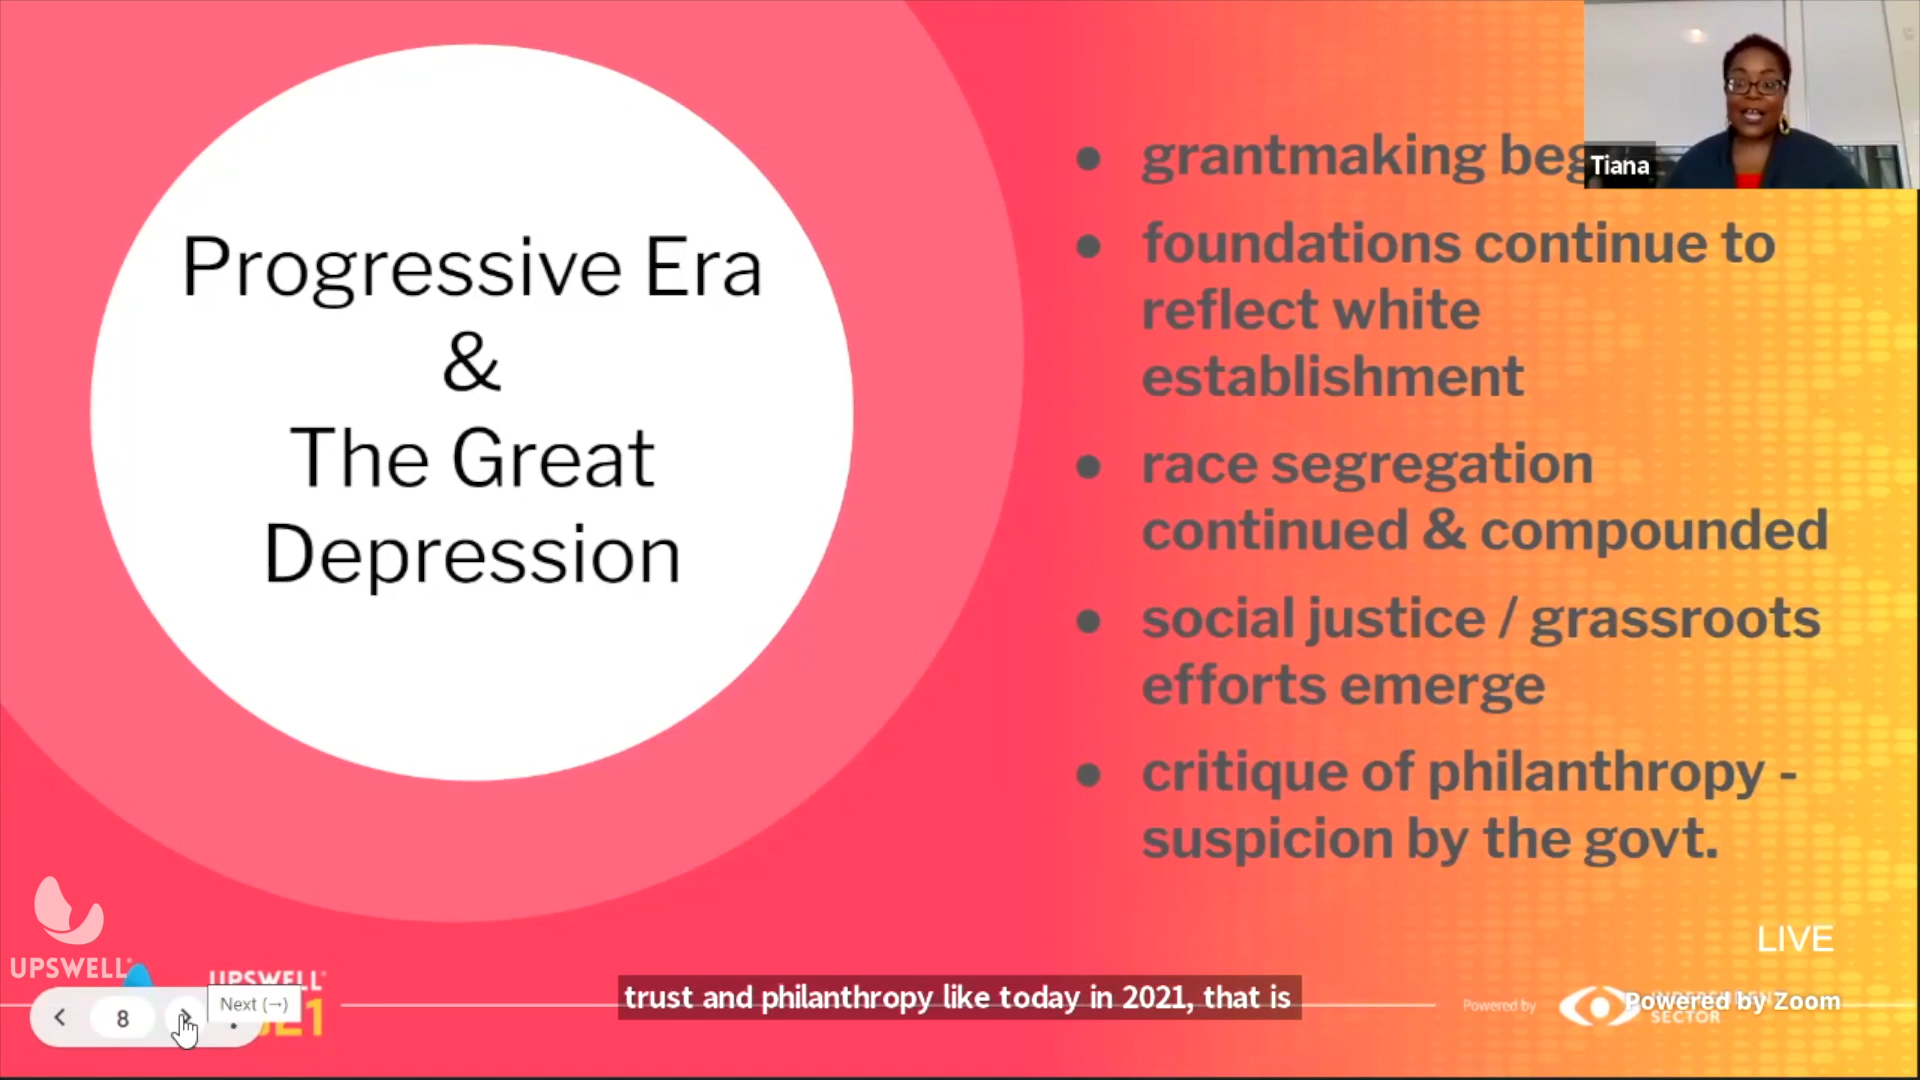 Progressive Era
&
The Great
Depression
grantmaking
foundations continue to
reflect white
establishment
race segregation
continued & compounded
social justice / grassroots
efforts emerge
critique of philanthropy -
suspicion by the govt.
Tiana
LIVE
UPSWELL
UPSWELL
8
Next (→)
trust and philanthropy like today in 2021, that is
Powered by
SECTOR
Powered by Zoom